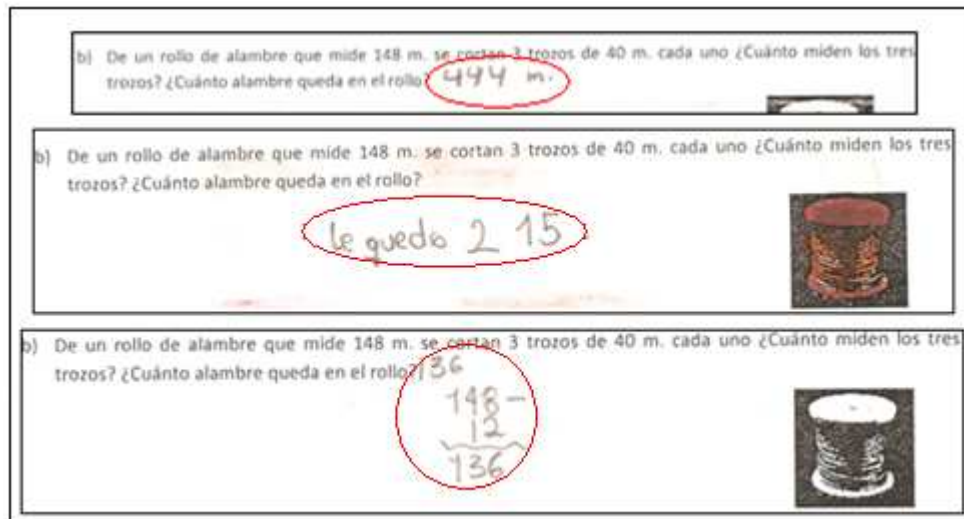 b) De un rollo de alambre que mide 148 m. se cortan 3 trozos de 40 m. cada uno ¿Cuánto miden los tres
trozos? ¿Cuánto alambre queda en el rollo 444 m.
b) De un rollo de alambre que mide 148 m. se cortan 3 trozos de 40 m. cada uno ¿Cuánto miden los tres
trozos? ¿Cuánto alambre queda en el rollo?
le quedo 2 15
b) De un rollo de alambre que mide 148 m. se cortan 3 trozos de 40 m. cada uno ¿Cuánto miden los tres
trozos? ¿Cuánto alambre queda en el rollo? 136
148 -
12
136